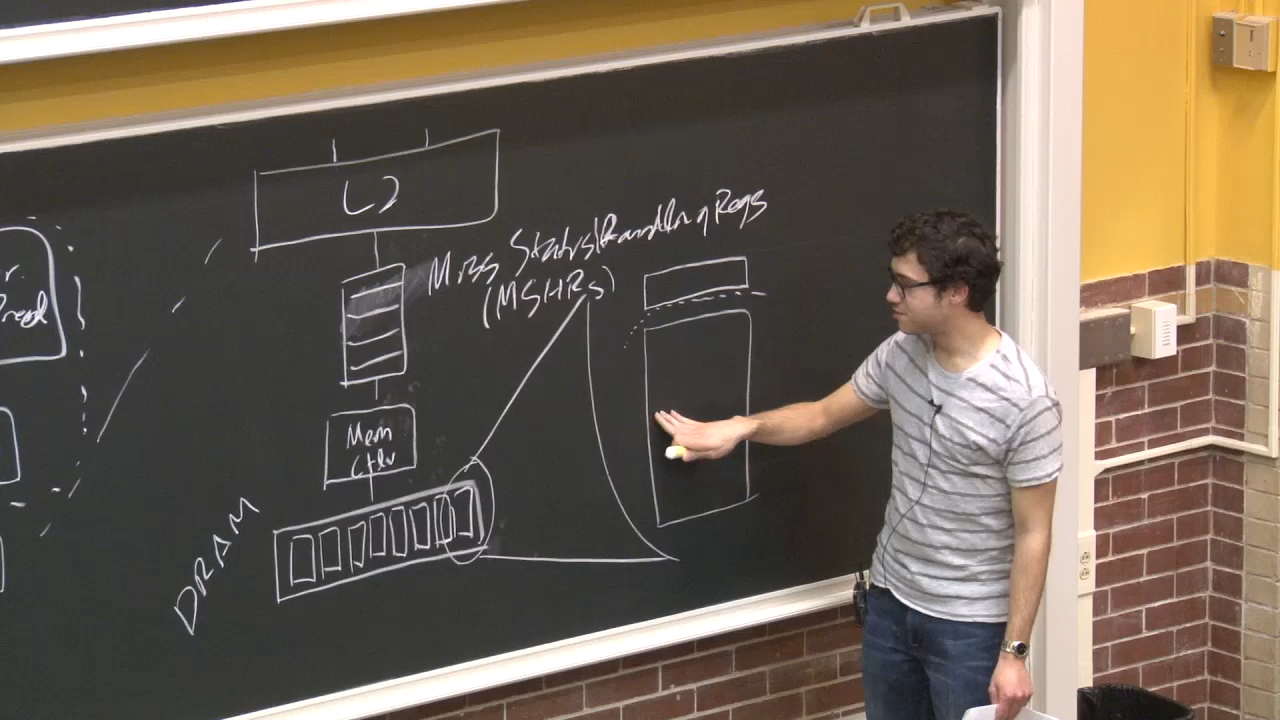 L2
Miss Status/Handling Regs
(MSHRs)
Mem
Ctlr
DRAM